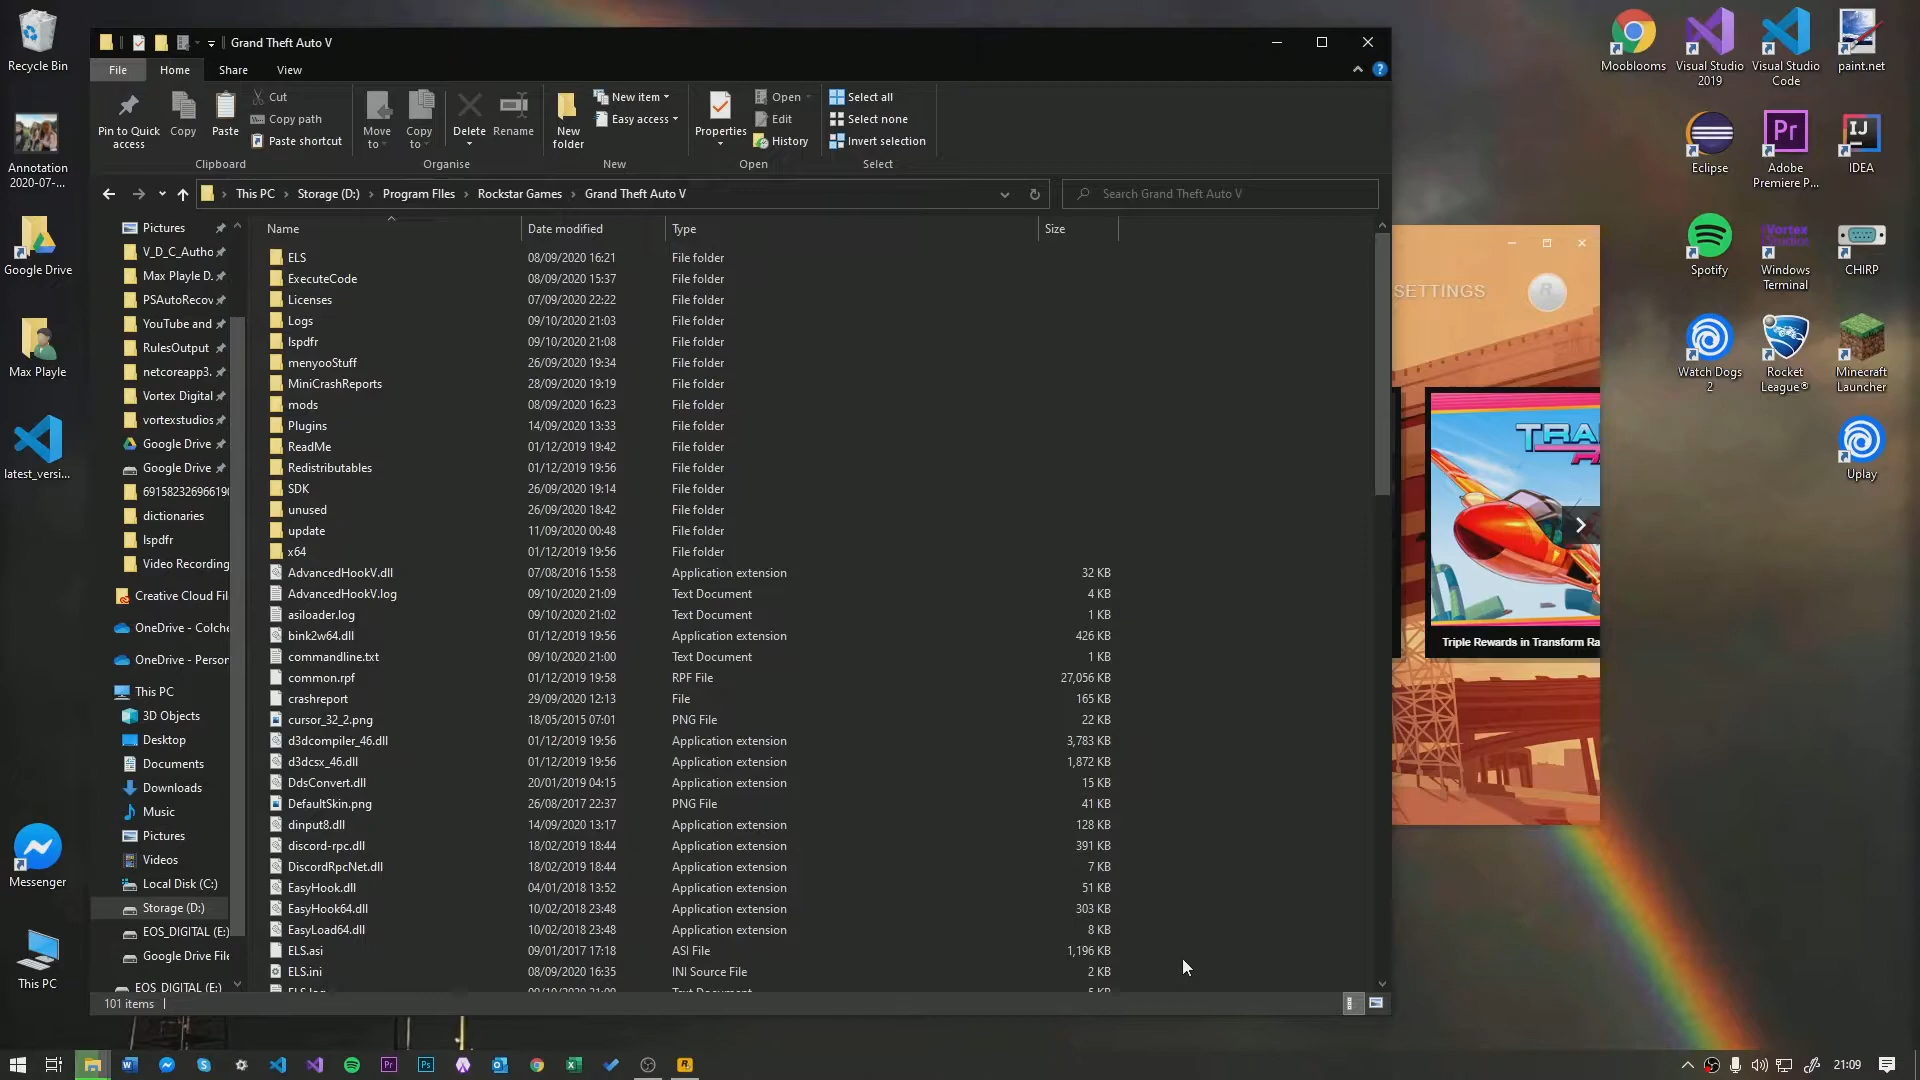 Recycle Bin
Annotation
2020-07-...
Google Drive
Max Playle
latest_versi...
Messenger
This PC
Grand Theft Auto V
File
Home
Share
View
Pin to Quick
access
Copy
Paste
Cut
Copy path
Paste shortcut
Clipboard
Move
to
Copy
to
Delete
Rename
Organise
New
folder
New item
Easy access
New
Properties
Open
Edit
History
Open
Select all
Select none
Invert selection
Select
This PC
Storage (D:)
Program FIles
Rockstar Games
Grand Theft Auto V
Search Grand Theft Auto V
Pictures
V_D_C_Autho
Max Playle D.
PSAutoRecov
YouTube and
RulesOutput
netcoreapp3.
Vortex Digital
vortexstudios
Google Drive
Google Drive
6915823269661
dictionaries
lspdfr
Video Recording
Creative Cloud Fil
OneDrive - Colche
OneDrive - Person
This PC
3D Objects
Desktop
Documents
Downloads
Music
Pictures
Videos
Local Disk (C:)
Storage (D:)
EOS_DIGITAL (E:)
Google Drive File
EOS_DIGITAL (E:)
Name Date modified Type Size
ELS 08/09/2020 16:21 File folder
ExecuteCode 08/09/2020 15:37 File folder
Licenses 07/09/2020 22:22 File folder
Logs 09/10/2020 21:03 File folder
lspdfr 09/10/2020 21:08 File folder
menyooStuff 26/09/2020 19:34 File folder
MiniCrashReports 28/09/2020 19:19 File folder
mods 08/09/2020 16:23 File folder
Plugins 14/09/2020 13:33 File folder
ReadMe 01/12/2019 19:42 File folder
Redistributables 01/12/2019 19:56 File folder
SDK 26/09/2020 19:14 File folder
unused 26/09/2020 18:42 File folder
update 11/09/2020 00:48 File folder
x64 01/12/2019 19:56 File folder
AdvancedHookV.dll 07/08/2016 15:58 Application extension 32 KB
AdvancedHookV.log 09/10/2020 21:09 Text Document 4 KB
asiloader.log 09/10/2020 21:02 Text Document 1 KB
bink2w64.dll 01/12/2019 19:56 Application extension 426 KB
commandline.txt 09/10/2020 21:00 Text Document 1 KB
common.rpf 01/12/2019 19:58 RPF File 27,056 KB
crashreport 29/09/2020 12:13 File 165 KB
cursor_32_2.png 18/05/2015 07:01 PNG File 22 KB
d3dcompiler_46.dll 01/12/2019 19:56 Application extension 3,783 KB
d3dcsx_46.dll 01/12/2019 19:56 Application extension 1,872 KB
DdsConvert.dll 20/01/2019 04:15 Application extension 15 KB
DefaultSkin.png 26/08/2017 22:37 PNG File 41 KB
dinput8.dll 14/09/2020 13:17 Application extension 128 KB
discord-rpc.dll 18/02/2019 18:44 Application extension 391 KB
DiscordRpcNet.dll 18/02/2019 18:44 Application extension 7 KB
EasyHook.dll 04/01/2018 13:52 Application extension 51 KB
EasyHook64.dll 10/02/2018 23:48 Application extension 303 KB
EasyLoad64.dll 10/02/2018 23:48 Application extension 8 KB
ELS.asi 09/01/2017 17:18 ASI File 1,196 KB
ELS.ini 08/09/2020 16:35 INI Source File 2 KB
101 items
SETTINGS
TRA
Triple Rewards in Transform Ra
Mooblooms
Visual Studio
2019
Visual Studio
Code
paint.net
Eclipse
Adobe
Premiere P...
IDEA
Spotify
Windows
Terminal
CHIRP
Watch Dogs
2
Rocket
League®
Minecraft
Launcher
Uplay
21:09